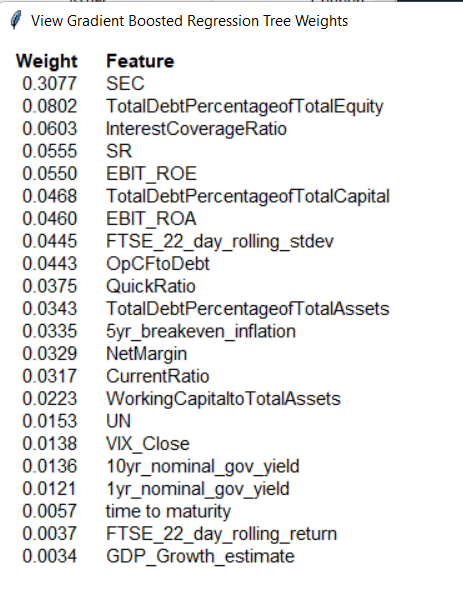 View Gradient Boosted Regression Tree Weights
Weight Feature
0.3077 SEC
0.0802 TotalDebtPercentageofTotalEquity
0.0603 InterestCoverageRatio
0.0555 SR
0.0550 EBIT_ROE
0.0468 TotalDebtPercentageofTotalCapital
0.0460 EBIT_ROA
0.0445 FTSE_22_day_rolling_stdev
0.0443 OpCFtoDebt
0.0375 QuickRatio
0.0343 TotalDebtPercentageofTotalAssets
0.0335 5yr_breakeven_inflation
0.0329 NetMargin
0.0317 CurrentRatio
0.0223 WorkingCapitaltoTotalAssets
0.0153 UN
0.0138 VIX_Close
0.0136 10yr_nominal_gov_yield
0.0121 1yr_nominal_gov_yield
0.0057 time to maturity
0.0037 FTSE_22_day_rolling_return
0.0034 GDP_Growth_estimate